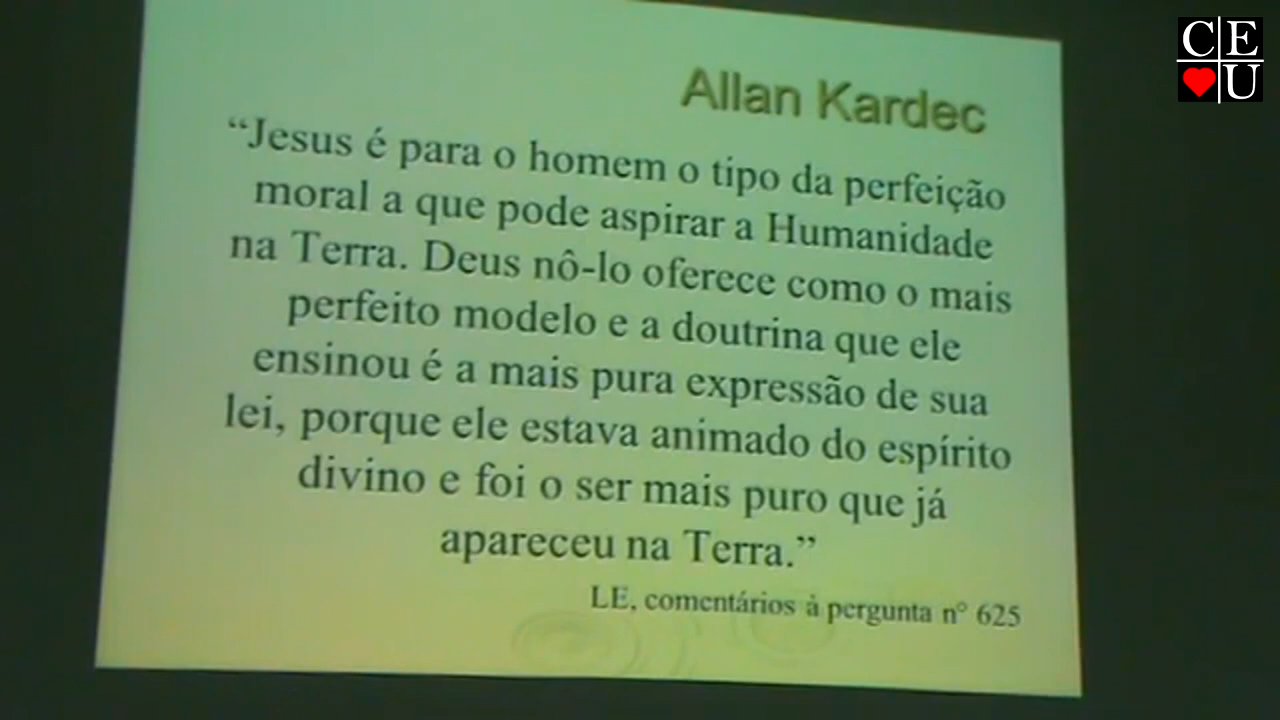 C E
U
Allan Kardec
“Jesus é para o homem o tipo da perfeição
moral a que pode aspirar a Humanidade
na Terra. Deus nô-lo oferece como o mais
perfeito modelo e a doutrina que ele
ensinou é a mais pura expressão de sua
lei, porque ele estava animado do espírito
divino e foi o ser mais puro que já
apareceu na Terra.”
LE, comentários à pergunta nº 625